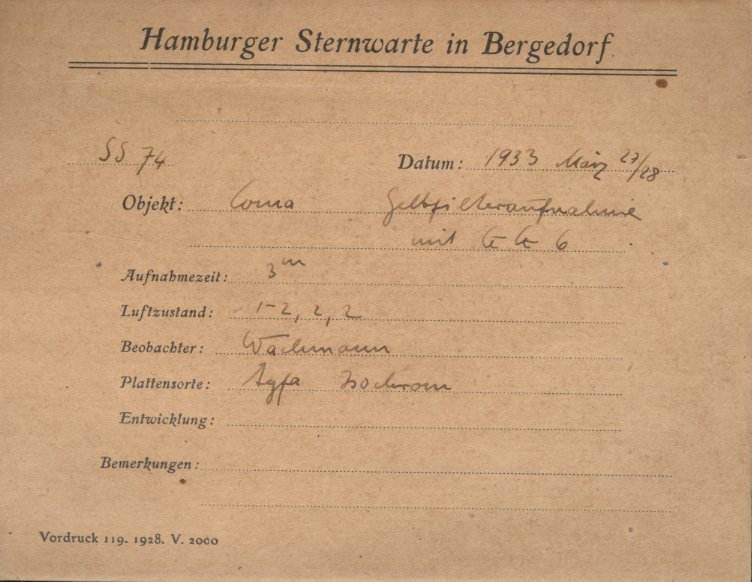 Hamburger Sternwarte in Bergedorf
SS 74 Datum: 1933 März 27/28
Objekt: Coma Gelbfilteraufnahme
mit GG 6
Aufnahmezeit: 3m
Luftzustand: 1-2, 2, 2
Beobachter: Wachmann
Plattensorte: Agfa Isochrom
Entwicklung:
Bemerkungen:
Vordruck 119. 1928. V. 2000